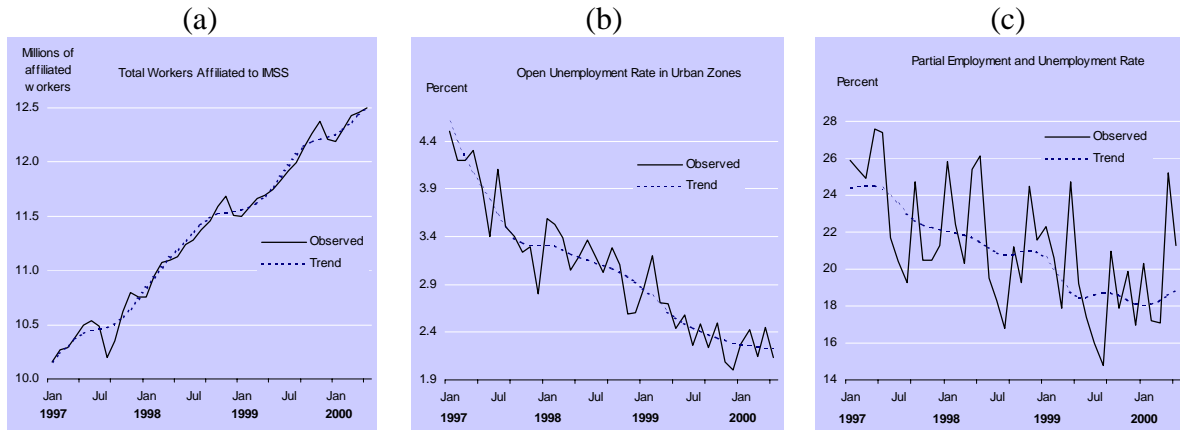 (a)
Millions of
affiliated
workers
Total Workers Affiliated to IMSS
12.5
12.0
11.5
11.0
10.5
10.0
Observed
Trend
Jan Jul Jan Jul Jan Jul Jan
1997 1998 1999 2000
(b)
Open Unemployment Rate in Urban Zones
Percent
4.4
3.9
3.4
2.9
2.4
1.9
Observed
Trend
Jan Jul Jan Jul Jan Jul Jan
1997 1998 1999 2000
(c)
Partial Employment and Unemployment Rate
Percent
28
26
24
22
20
18
16
14
Observed
Trend
Jan Jul Jan Jul Jan Jul Jan
1997 1998 1999 2000